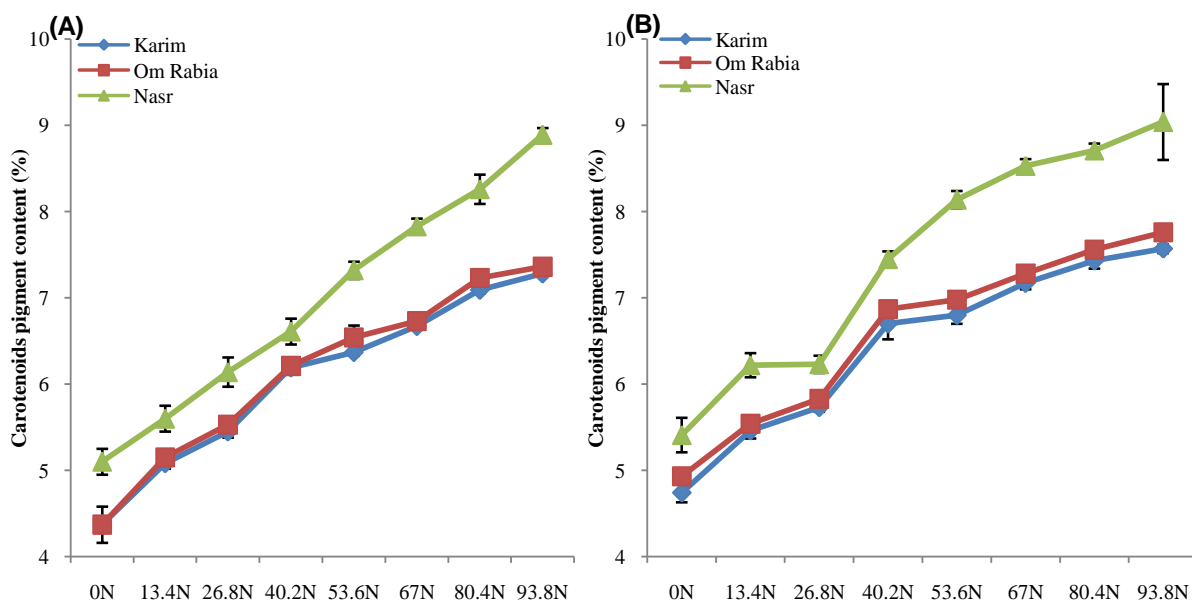 (A)
Carotenoids pigment content (%)
10
9
8
7
6
5
4
Karim
Om Rabia
Nasr
0N 13.4N 26.8N 40.2N 53.6N 67N 80.4N 93.8N
(B)
Carotenoids pigment content (%)
10
9
8
7
6
5
4
Karim
Om Rabia
Nasr
0N 13.4N 26.8N 40.2N 53.6N 67N 80.4N 93.8N